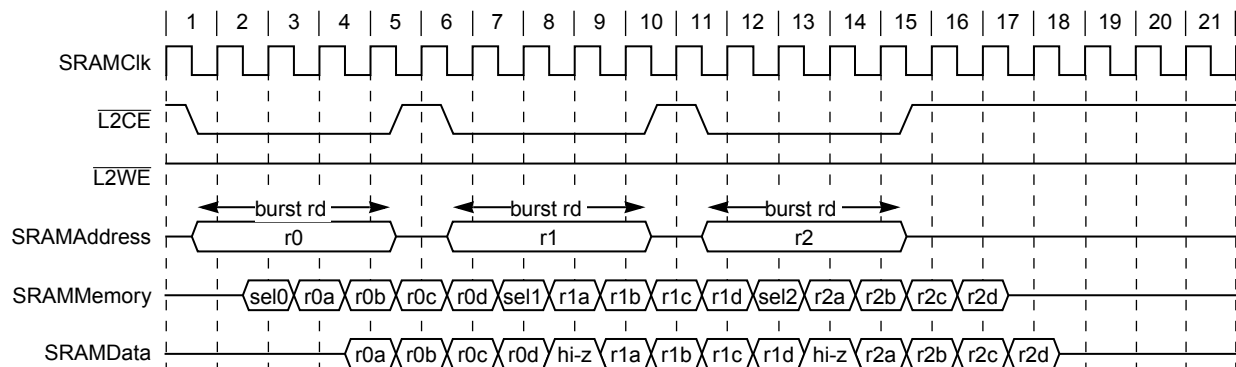 1 2 3 4 5 6 7 8 9 10 11 12 13 14 15 16 17 18 19 20 21
SRAMClk
L2CE
L2WE
burst rd burst rd burst rd
SRAMAddress r0 r1 r2
SRAMMemory sel0 r0a r0b r0c r0d sel1 r1a r1b r1c r1d sel2 r2a r2b r2c r2d
SRAMData r0a r0b r0c r0d hi-z r1a r1b r1c r1d hi-z r2a r2b r2c r2d